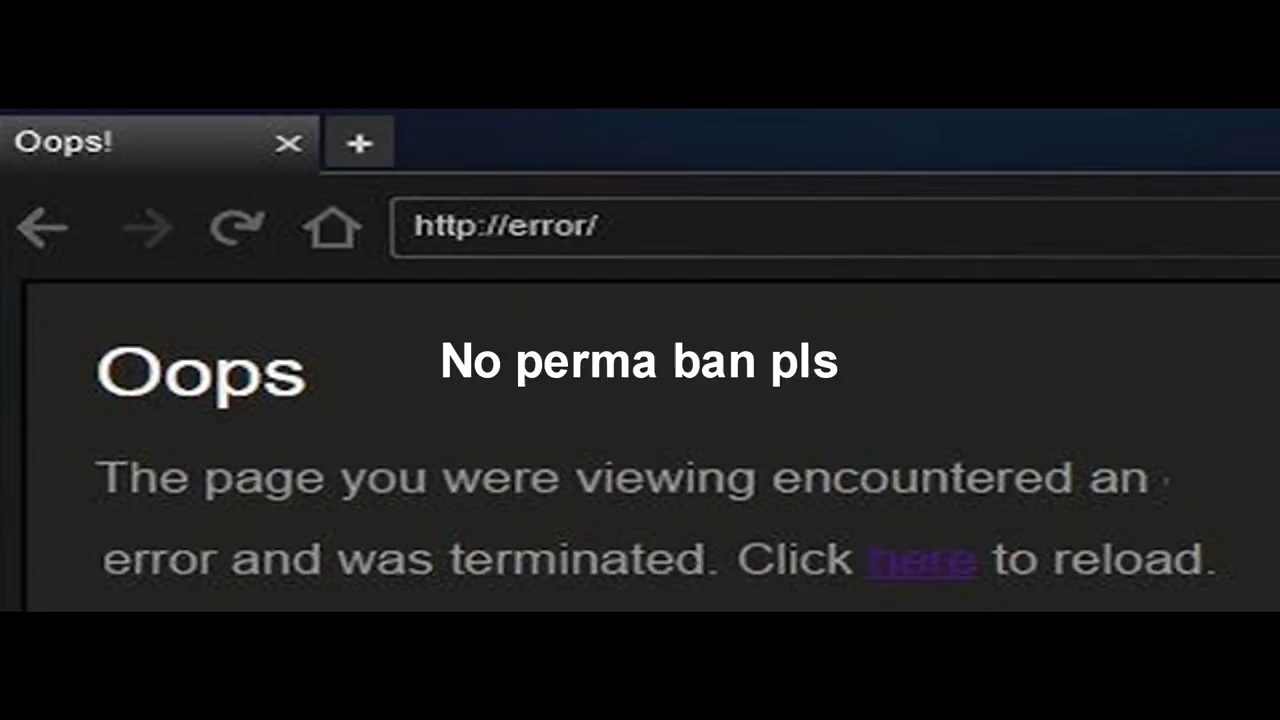 Oops!
http://error/
Oops
No perma ban pls
The page you were viewing encountered an
error and was terminated. Click here to reload.